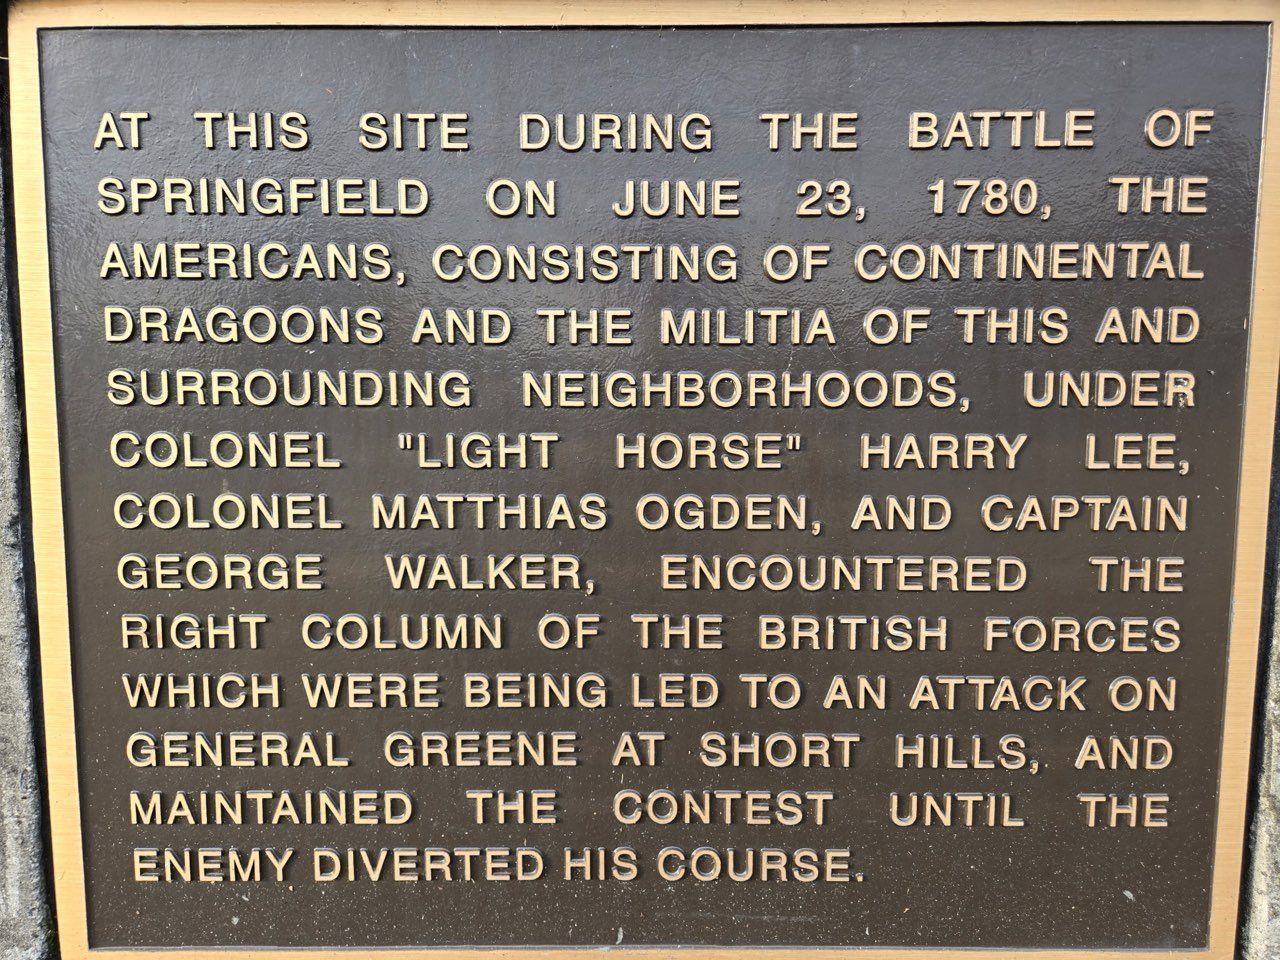 AT THIS SITE DURING THE BATTLE OF
SPRINGFIELD ON JUNE 23, 1780, THE
AMERICANS, CONSISTING OF CONTINENTAL
DRAGOONS AND THE MILITIA OF THIS AND
SURROUNDING NEIGHBORHOODS, UNDER
COLONEL "LIGHT HORSE" HARRY LEE,
COLONEL MATTHIAS OGDEN, AND CAPTAIN
GEORGE WALKER, ENCOUNTERED THE
RIGHT COLUMN OF THE BRITISH FORCES
WHICH WERE BEING LED TO AN ATTACK ON
GENERAL GREENE AT SHORT HILLS, AND
MAINTAINED THE CONTEST UNTIL THE
ENEMY DIVERTED HIS COURSE.